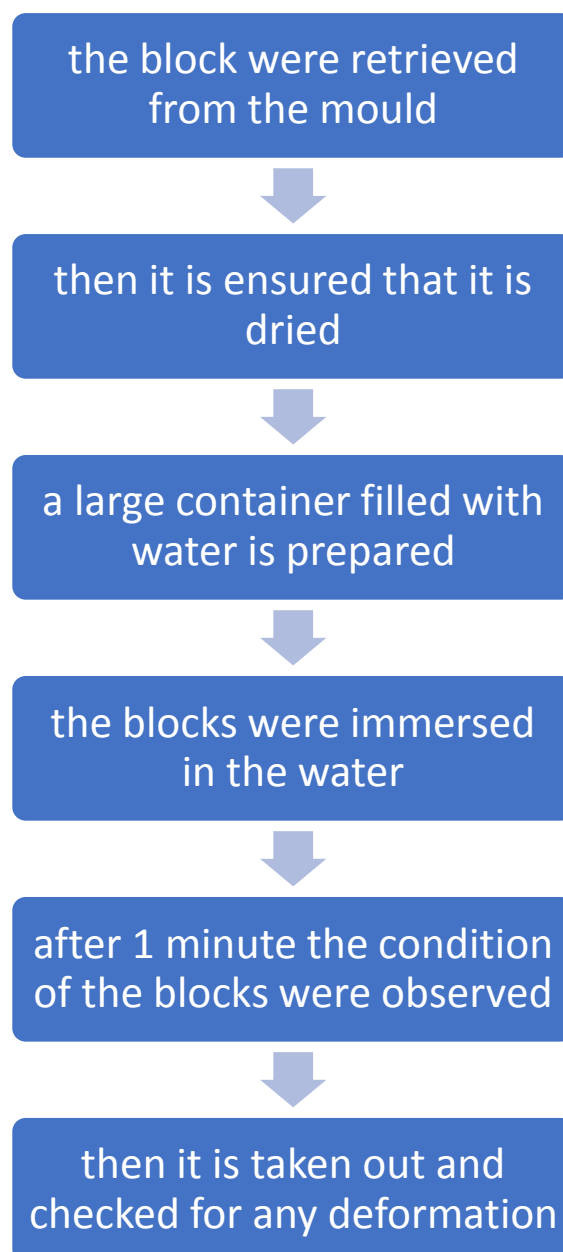 the block were retrieved
from the mould
then it is ensured that it is
dried
a large container filled with
water is prepared
the blocks were immersed
in the water
after 1 minute the condition
of the blocks were observed
then it is taken out and
checked for any deformation